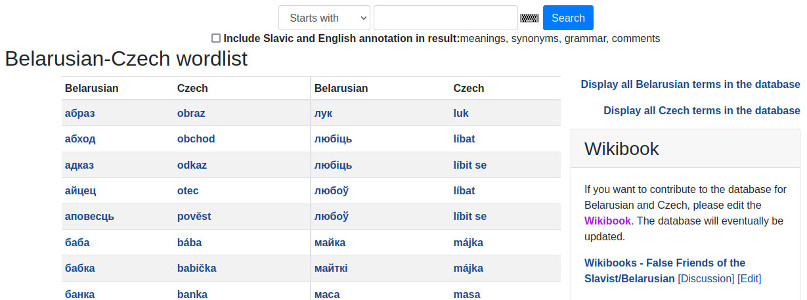 Starts with Search
Include Slavic and English annotation in result:meanings, synonyms, grammar, comments
Belarusian-Czech wordlist
Belarusian Czech Belarusian Czech
абраз obraz лук luk
абход obchod любіць líbat
адказ odkaz любіць líbit se
айцец otec любоў líbat
аповесць pověst любоў líbit se
баба bába майка májka
бабка babička майткі májka
банка banka маса masa
Display all Belarusian terms in the database
Display all Czech terms in the database
Wikibook
If you want to contribute to the database for
Belarusian and Czech, please edit the
Wikibook. The database will eventually be
updated.
Wikibooks - False Friends of the
Slavist/Belarusian [Discussion] [Edit]